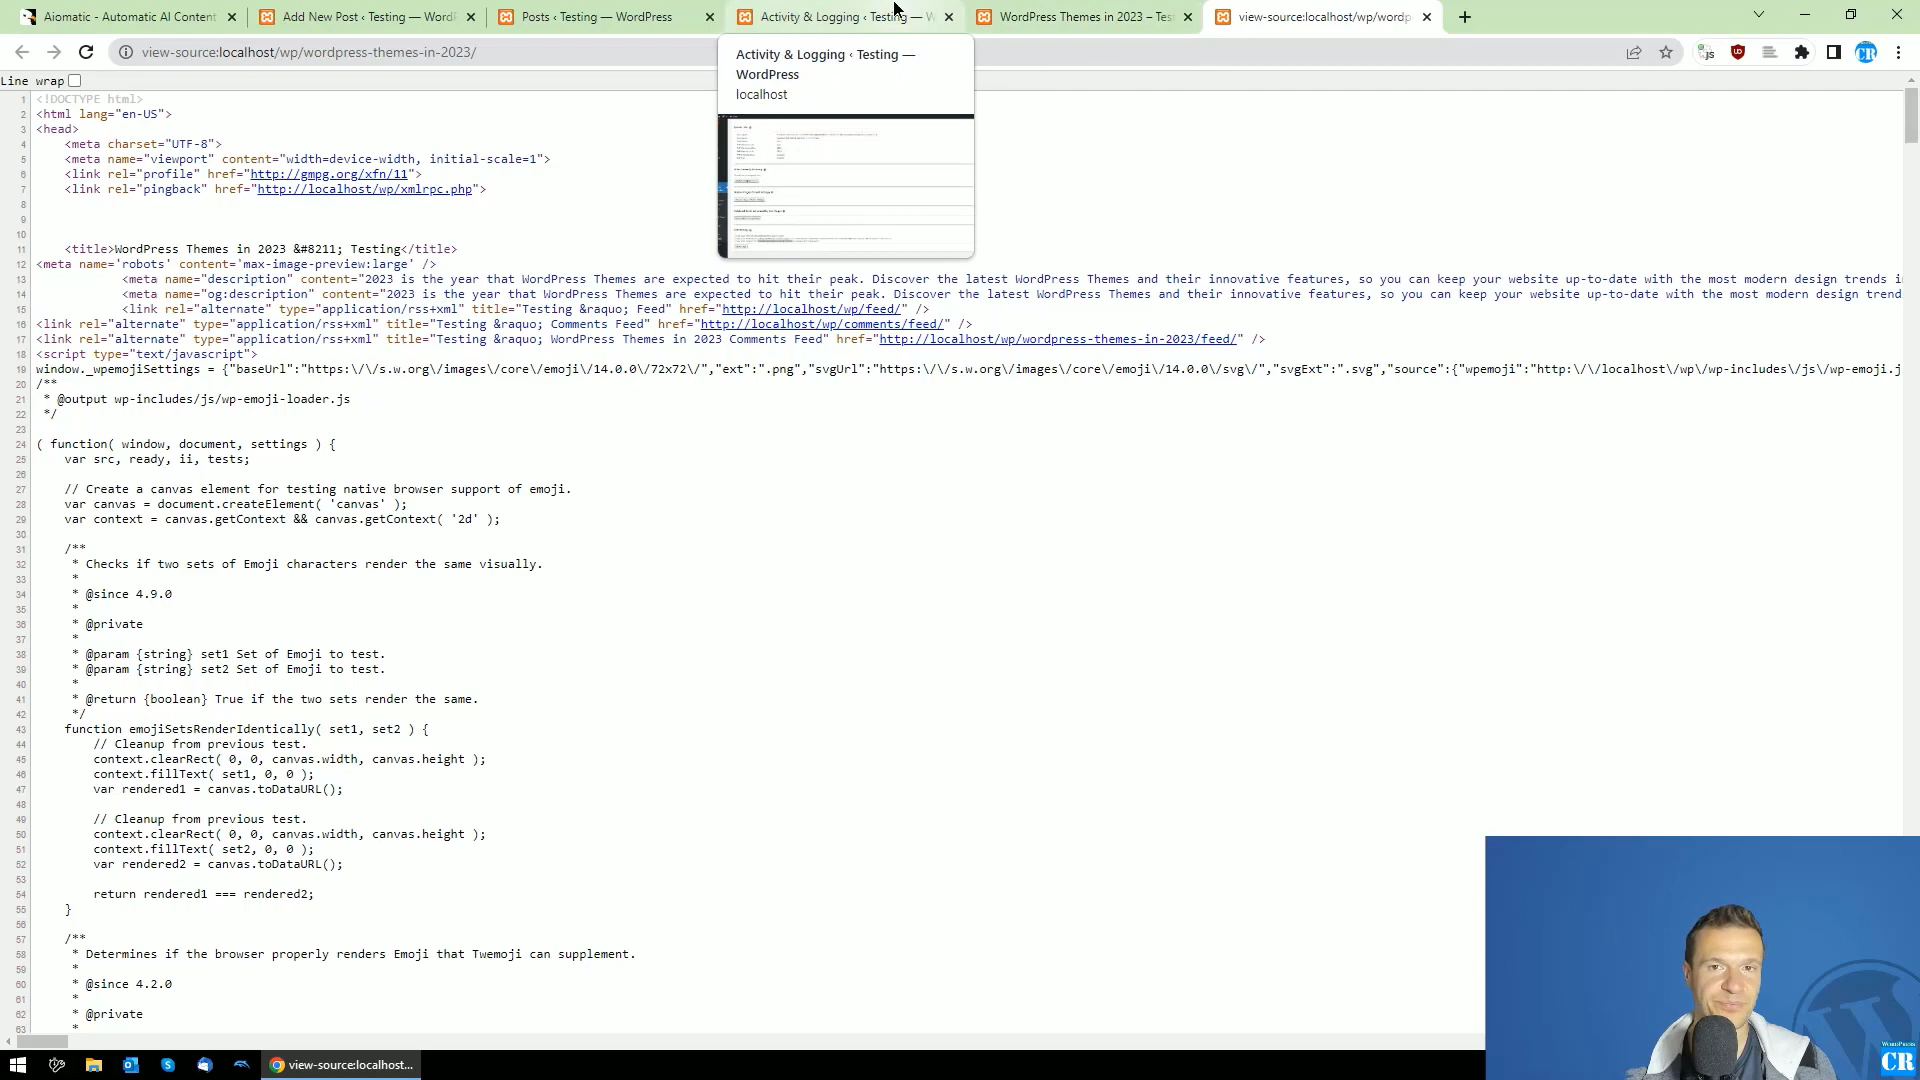 Aiomatic - Automatic AI Content
Add New Post ‹ Testing — WordP
Posts ‹ Testing — WordPress
Activity & Logging ‹ Testing — W
WordPress Themes in 2023 – Tes
view-source:localhost/wp/wordp
view-source:localhost/wp/wordpress-themes-in-2023/
Activity & Logging ‹ Testing —
WordPress
localhost
Line wrap
1 <!DOCTYPE html>
2 <html lang="en-US">
3 <head>
4 <meta charset="UTF-8">
5 <meta name="viewport" content="width=device-width, initial-scale=1">
6 <link rel="profile" href="http://gmpg.org/xfn/11">
7 <link rel="pingback" href="http://localhost/wp/xmlrpc.php">
8
9
10
11 <title>WordPress Themes in 2023 &#8211; Testing</title>
12 <meta name='robots' content='max-image-preview:large' />
13 <meta name="description" content="2023 is the year that WordPress Themes are expected to hit their peak. Discover the latest WordPress Themes and their innovative features, so you can keep your website up-to-date with the most modern design trends i
14 <meta name="og:description" content="2023 is the year that WordPress Themes are expected to hit their peak. Discover the latest WordPress Themes and their innovative features, so you can keep your website up-to-date with the most modern design trend
15 <link rel="alternate" type="application/rss+xml" title="Testing &raquo; Feed" href="http://localhost/wp/feed/" />
16 <link rel="alternate" type="application/rss+xml" title="Testing &raquo; Comments Feed" href="http://localhost/wp/comments/feed/" />
17 <link rel="alternate" type="application/rss+xml" title="Testing &raquo; WordPress Themes in 2023 Comments Feed" href="http://localhost/wp/wordpress-themes-in-2023/feed/" />
18 <script type="text/javascript">
19 window._wpemojiSettings = {"baseUrl":"https:\/\/s.w.org\/images\/core\/emoji\/14.0.0\/72x72\/","ext":".png","svgUrl":"https:\/\/s.w.org\/images\/core\/emoji\/14.0.0\/svg\/","svgExt":".svg","source":{"wpemoji":"http:\/\/localhost\/wp\/wp-includes\/js\/wp-emoji.j
20 /**
21 * @output wp-includes/js/wp-emoji-loader.js
22 */
23
24 ( function( window, document, settings ) {
25 var src, ready, ii, tests;
26
27 // Create a canvas element for testing native browser support of emoji.
28 var canvas = document.createElement( 'canvas' );
29 var context = canvas.getContext && canvas.getContext( '2d' );
30
31 /**
32 * Checks if two sets of Emoji characters render the same visually.
33 *
34 * @since 4.9.0
35 *
36 * @private
37 *
38 * @param {string} set1 Set of Emoji to test.
39 * @param {string} set2 Set of Emoji to test.
40 *
41 * @return {boolean} True if the two sets render the same.
42 */
43 function emojiSetsRenderIdentically( set1, set2 ) {
44 // Cleanup from previous test.
45 context.clearRect( 0, 0, canvas.width, canvas.height );
46 context.fillText( set1, 0, 0 );
47 var rendered1 = canvas.toDataURL();
48
49 // Cleanup from previous test.
50 context.clearRect( 0, 0, canvas.width, canvas.height );
51 context.fillText( set2, 0, 0 );
52 var rendered2 = canvas.toDataURL();
53
54 return rendered1 === rendered2;
55 }
56
57 /**
58 * Determines if the browser properly renders Emoji that Twemoji can supplement.
59 *
60 * @since 4.2.0
61 *
62 * @private
63 *
view-source:localhost...
WORDPRESS
CR